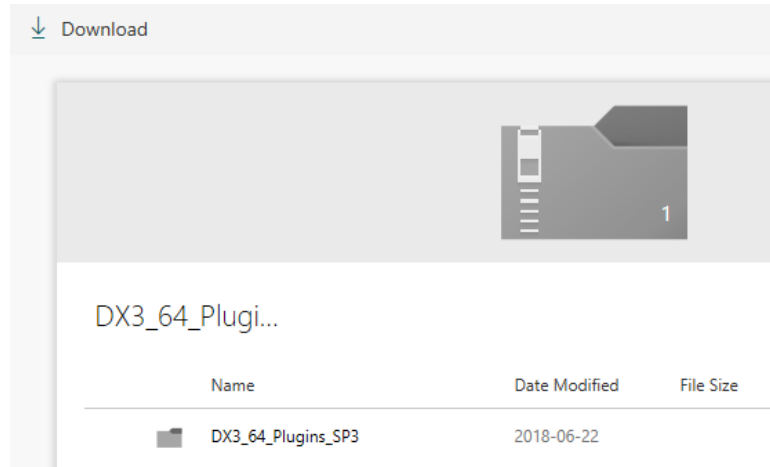 Download
1
DX3_64_Plugi...
Name Date Modified File Size
DX3_64_Plugins_SP3 2018-06-22